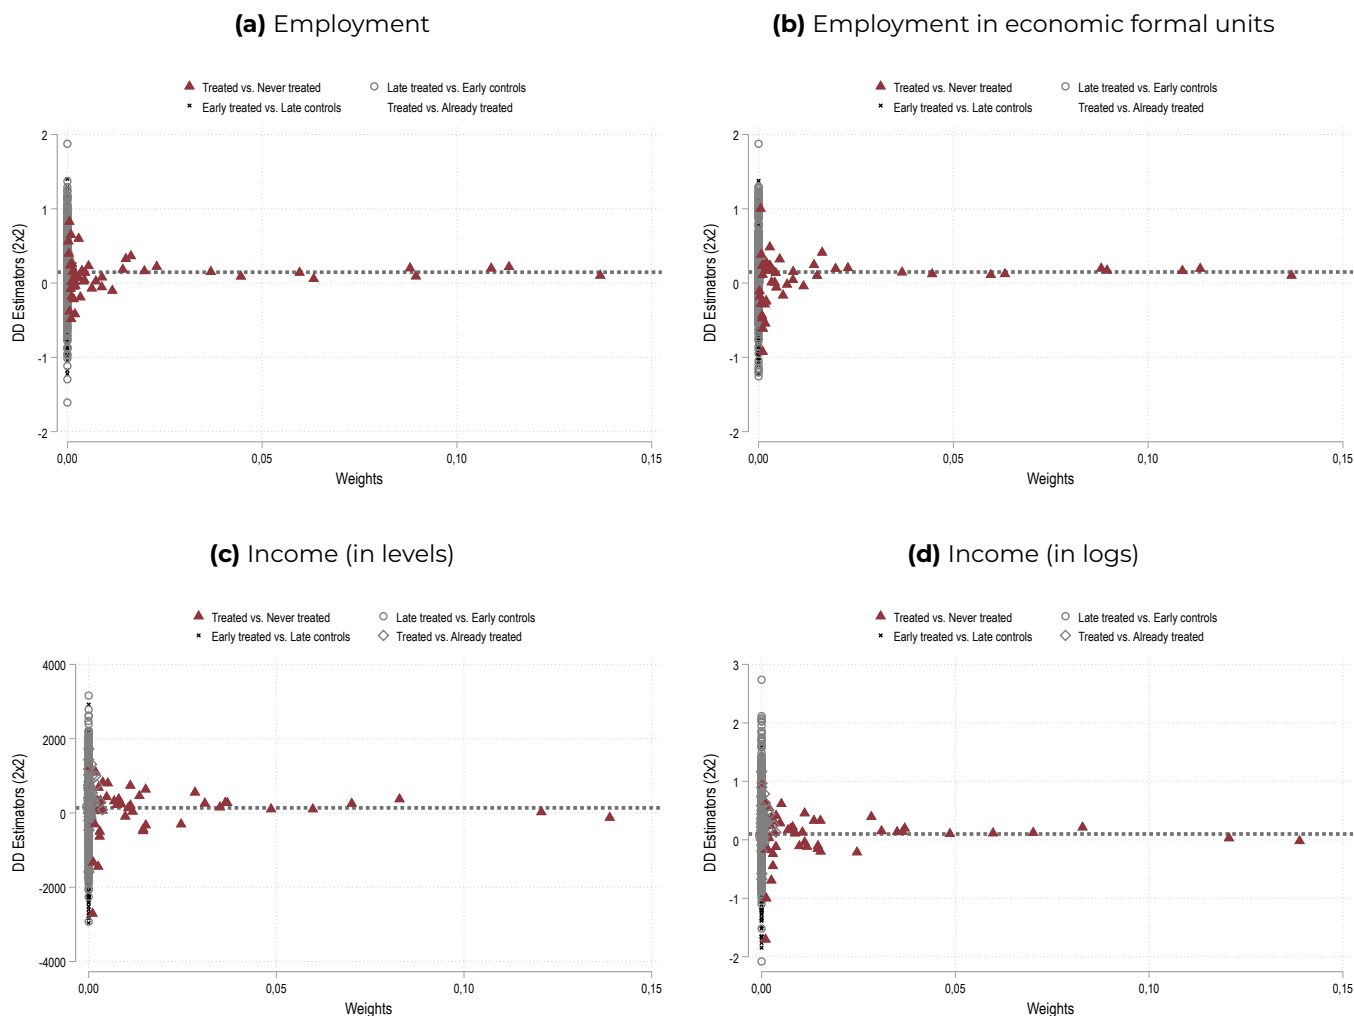 (a) Employment
Treated vs. Never treated
Late treated vs. Early controls
Early treated vs. Late controls
Treated vs. Already treated
DD Estimators (2x2)
2
1
0
-1
-2
0,00
0,05
0,10
0,15
Weights
(b) Employment in economic formal units
Treated vs. Never treated
Late treated vs. Early controls
Early treated vs. Late controls
Treated vs. Already treated
DD Estimators (2x2)
2
1
0
-1
-2
0,00
0,05
0,10
0,15
Weights
(c) Income (in levels)
Treated vs. Never treated
Late treated vs. Early controls
Early treated vs. Late controls
Treated vs. Already treated
DD Estimators (2x2)
4000
2000
0
-2000
-4000
0,00
0,05
0,10
0,15
Weights
(d) Income (in logs)
Treated vs. Never treated
Late treated vs. Early controls
Early treated vs. Late controls
Treated vs. Already treated
DD Estimators (2x2)
3
2
1
0
-1
-2
0,00
0,05
0,10
0,15
Weights